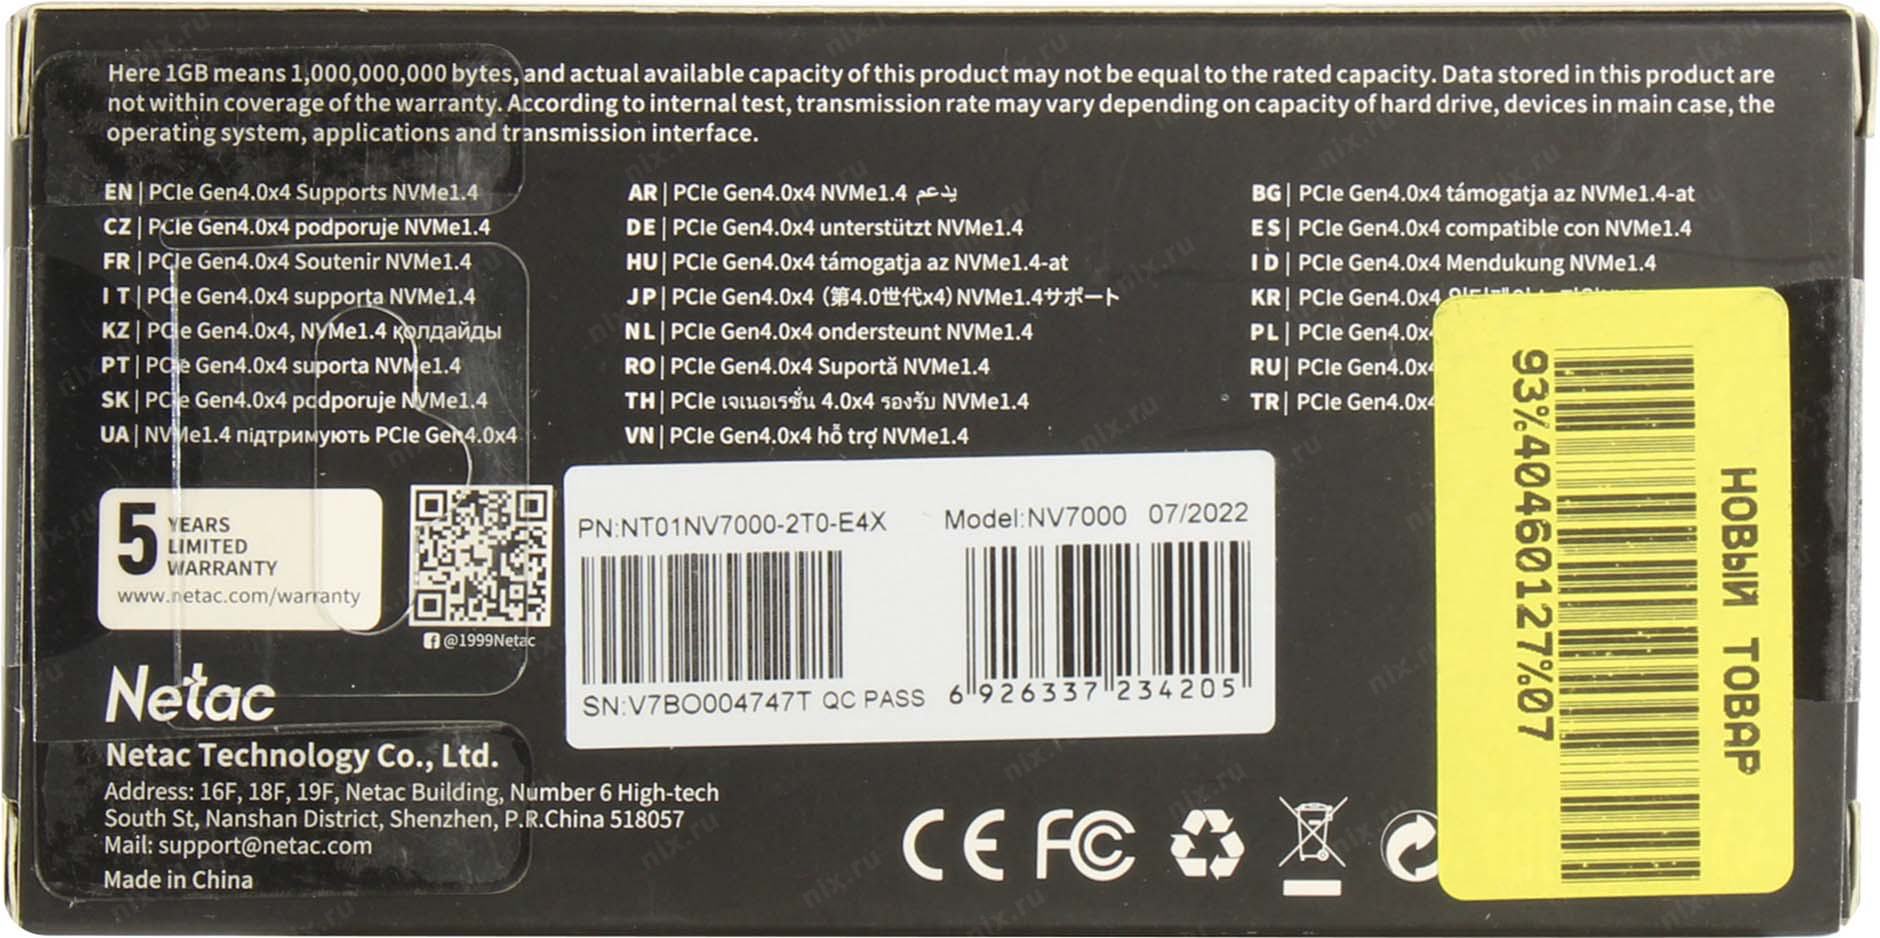 Here 1GB means 1,000,000,000 bytes, and actual available capacity of this product may not be equal to the rated capacity. Data stored in this product are
not within coverage of the warranty. According to internal test, transmission rate may vary depending on capacity of hard drive, devices in main case, the
operating system, applications and transmission interface.
EN | PCIe Gen4.0x4 Supports NVMe1.4
CZ | PCIe Gen4.0x4 podporuje NVMe1.4
FR | PCIe Gen4.0x4 Soutenir NVMe1.4
IT | PCIe Gen4.0x4 supporta NVMe1.4
KZ | PCIe Gen4.0x4, NVMe1.4 қолдайды
PT | PCIe Gen4.0x4 suporta NVMe1.4
SK | PCIe Gen4.0x4 podporuje NVMe1.4
UA | NVMe1.4 підтримують PCIe Gen4.0x4
AR | PCIe Gen4.0x4 NVMe1.4 يدعم
DE | PCIe Gen4.0x4 unterstützt NVMe1.4
HU | PCIe Gen4.0x4 támogatja az NVMe1.4-at
JP | PCIe Gen4.0x4 (第4.0世代x4) NVMe1.4サポート
NL | PCIe Gen4.0x4 ondersteunt NVMe1.4
RO | PCIe Gen4.0x4 Suportă NVMe1.4
TH | PCIe เจเนอเรชั่น 4.0x4 รองรับ NVMe1.4
VN | PCIe Gen4.0x4 hỗ trợ NVMe1.4
BG | PCIe Gen4.0x4 támogatja az NVMe1.4-at
ES | PCIe Gen4.0x4 compatible con NVMe1.4
ID | PCIe Gen4.0x4 Mendukung NVMe1.4
KR | PCIe Gen4.0x4
PL | PCIe Gen4.0x4
RU | PCIe Gen4.0x4
TR | PCIe Gen4.0x4
5 YEARS
LIMITED
WARRANTY
www.netac.com/warranty
@1999Netac
PN:NT01NV7000-2T0-E4X
Model:NV7000 07/2022
SN:V7BO004747T QC PASS
6 926337 234205
93%4046012​7%07
НОВЫЙ ТОВАР
Netac
Netac Technology Co., Ltd.
Address: 16F, 18F, 19F, Netac Building, Number 6 High-tech
South St, Nanshan District, Shenzhen, P.R.China 518057
Mail: support@netac.com
Made in China
CE FC
nix.ru